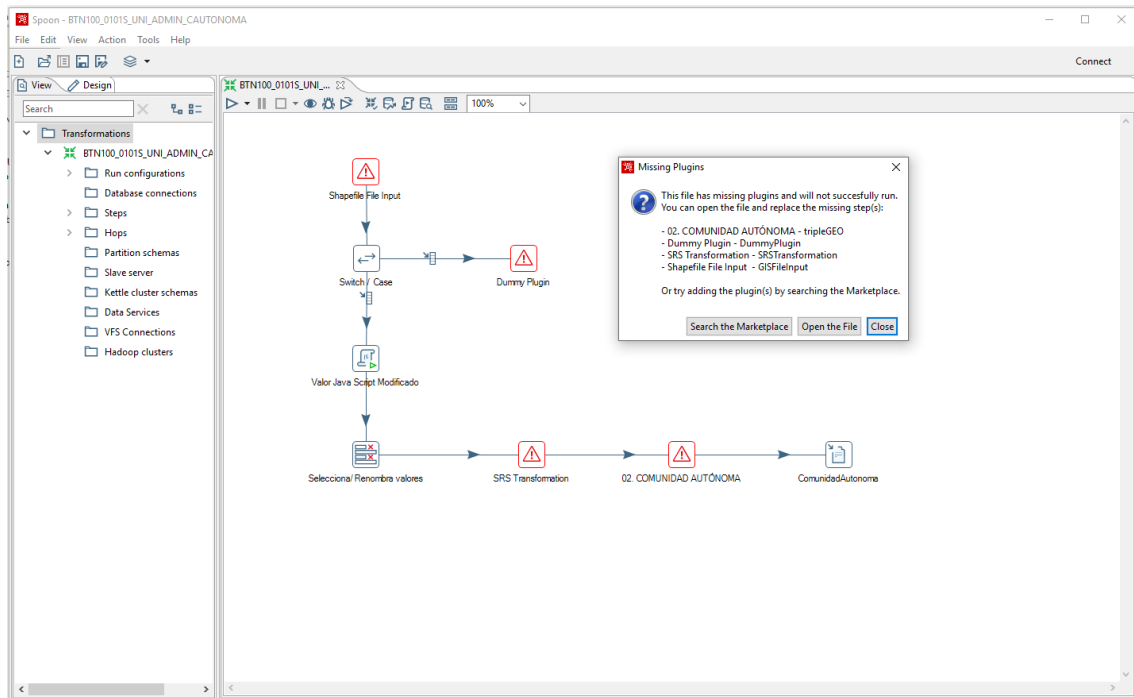 Spoon - BTN100_0101S_UNI_ADMIN_CAUTONOMA
File Edit View Action Tools Help
Connect
View Design
Search
Transformations
BTN100_0101S_UNI_ADMIN_CA
Run configurations
Database connections
Steps
Hops
Partition schemas
Slave server
Kettle cluster schemas
Data Services
VFS Connections
Hadoop clusters
BTN100_0101S_UNI_...
100%
Shapefile File Input
Switch / Case
Dummy Plugin
Valor Java Script Modificado
Selecciona/Renombra valores
SRS Transformation
02. COMUNIDAD AUTÓNOMA
ComunidadAutonoma
Missing Plugins
This file has missing plugins and will not succesfully run.
You can open the file and replace the missing step(s):
- 02. COMUNIDAD AUTÓNOMA - tripleGEO
- Dummy Plugin - DummyPlugin
- SRS Transformation - SRSTransformation
- Shapefile File Input - GISFileInput
Or try adding the plugin(s) by searching the Marketplace.
Search the Marketplace
Open the File
Close